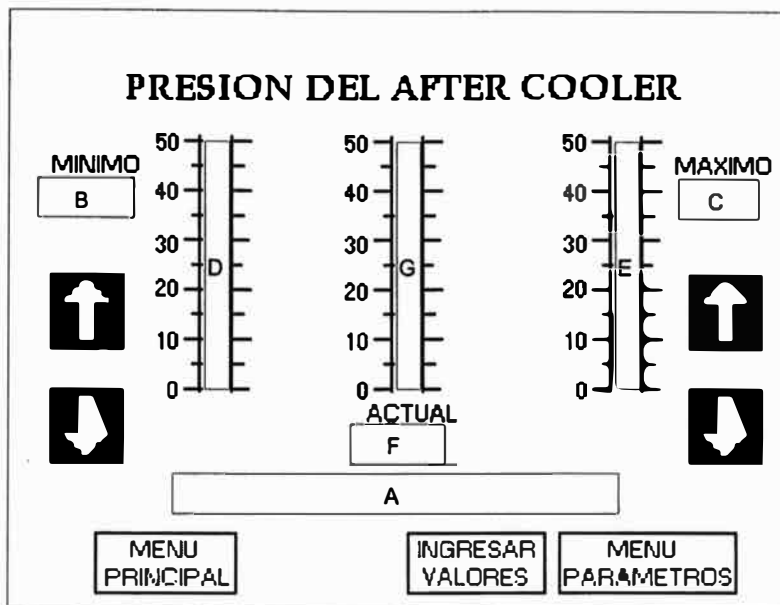 PRESION DEL AFTER COOLER
MINIMO
B
50
40
30
20
10
0
D
50
40
30
20
10
0
G
50
40
30
20
10
0
E
MAXIMO
C
ACTUAL
F
A
MENU
PRINCIPAL
INGRESAR
VALORES
MENU
PARAMETROS